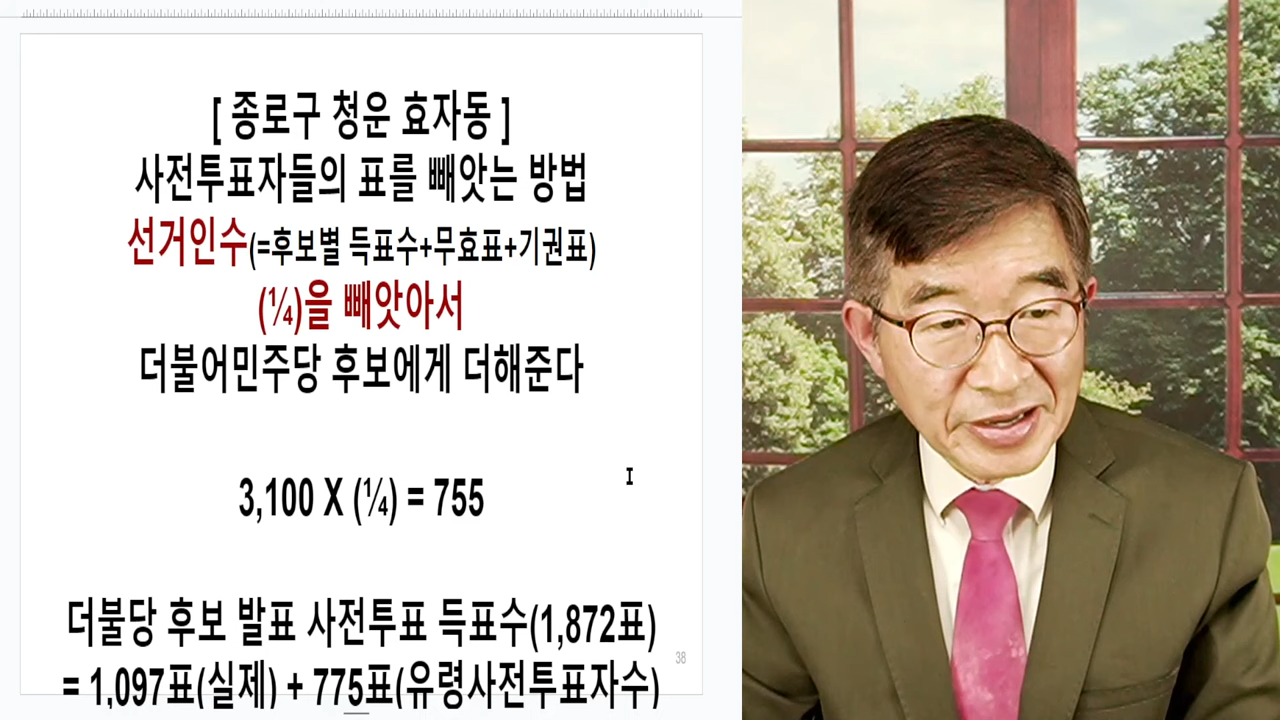 [ 종로구 청운 효자동 ]
사전투표자들의 표를 빼앗는 방법
선거인수(=후보별 득표수+무효표+기권표)
(¼)을 빼앗아서
더불어민주당 후보에게 더해준다
3,100 X (¼) = 755
더불당 후보 발표 사전투표 득표수(1,872표)
= 1,097표(실제) + 775표(유령사전투표자수)
38